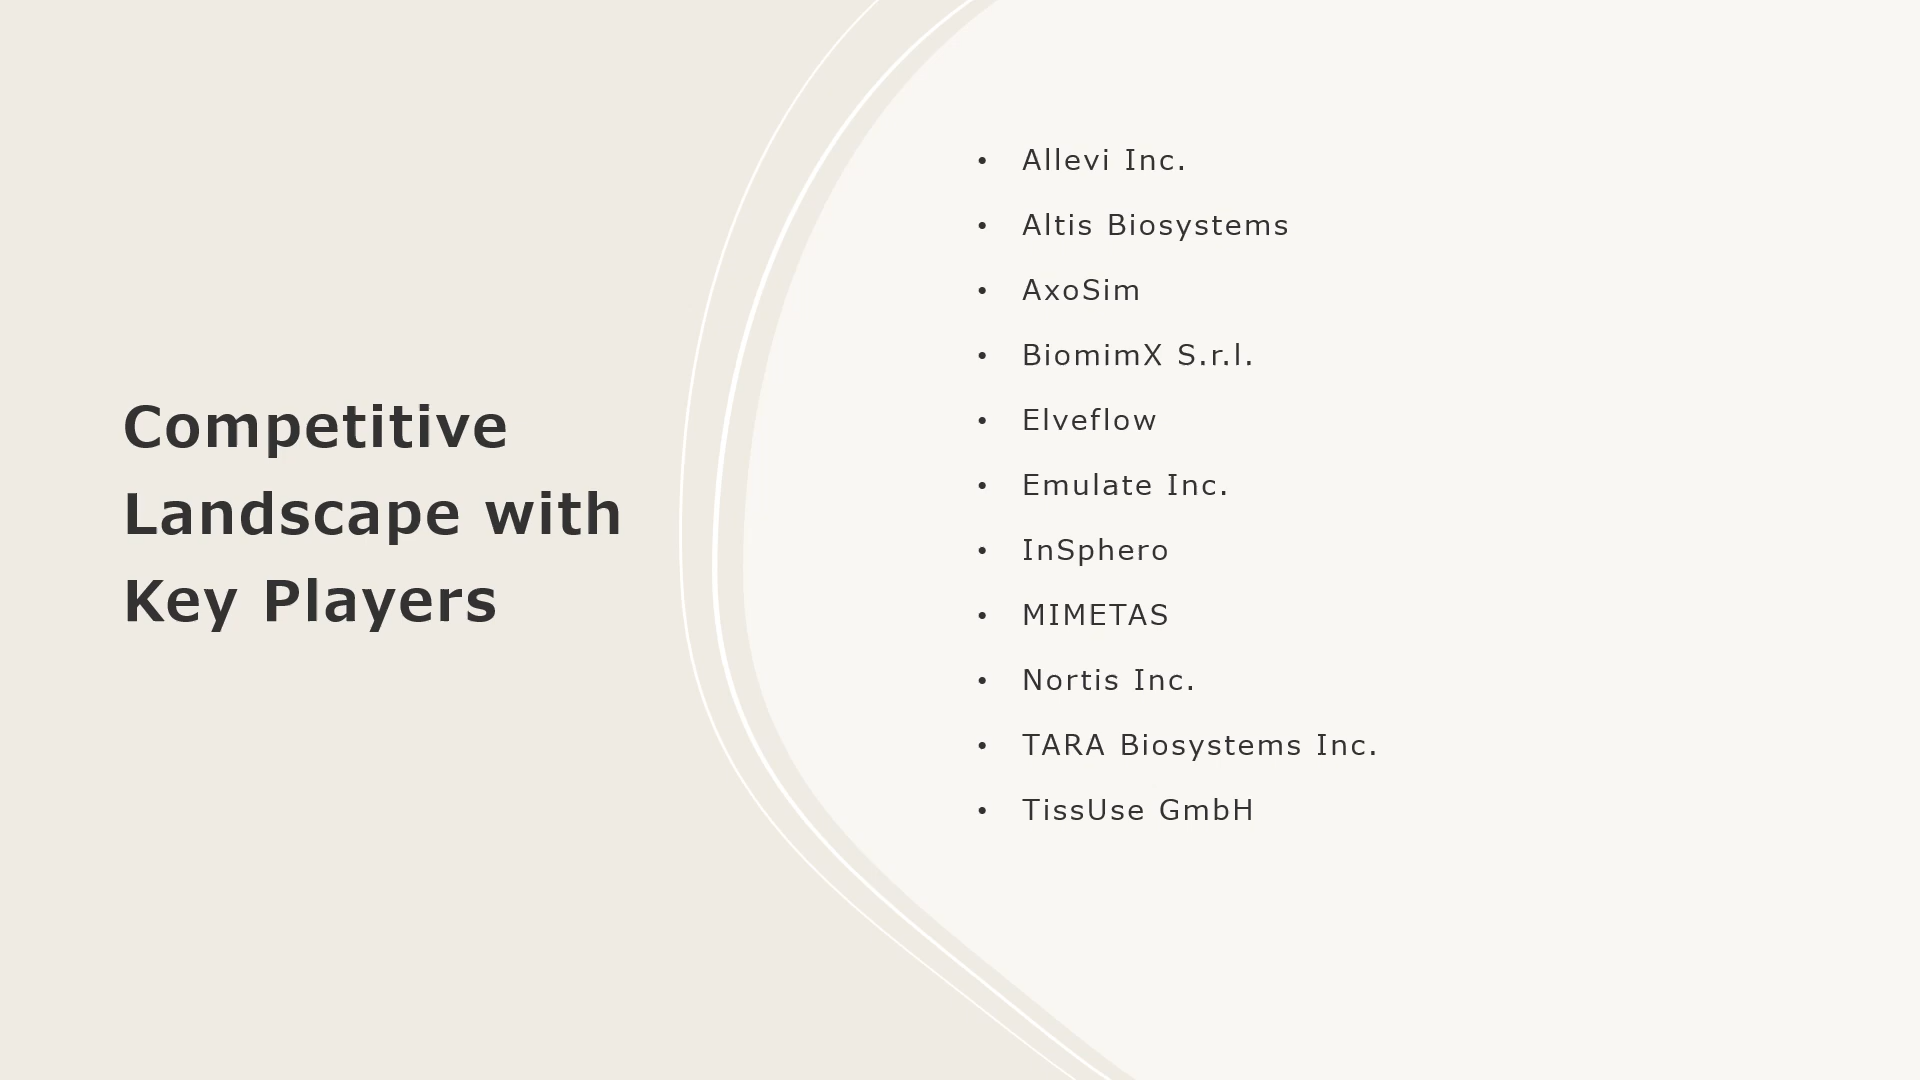 Competitive
Landscape with
Key Players
• Allevi Inc.
• Altis Biosystems
• AxoSim
• BiomimX S.r.l.
• Elveflow
• Emulate Inc.
• InSphero
• MIMETAS
• Nortis Inc.
• TARA Biosystems Inc.
• TissUse GmbH